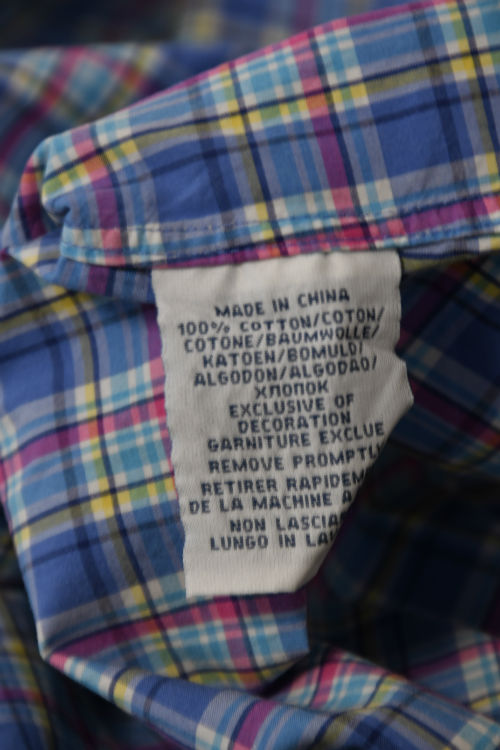 MADE IN CHINA
100% COTTON/COTON/
COTONE/BAUMWOLLE/
KATOEN/BOMULD/
ALGODON/ALGODAO/
ХЛОПОК
EXCLUSIVE OF
DECORATION
GARNITURE EXCLUE
REMOVE PROMPTL
RETIRER RAPIDEM
DE LA MACHINE A
NON LASCIA
LUNGO IN LA